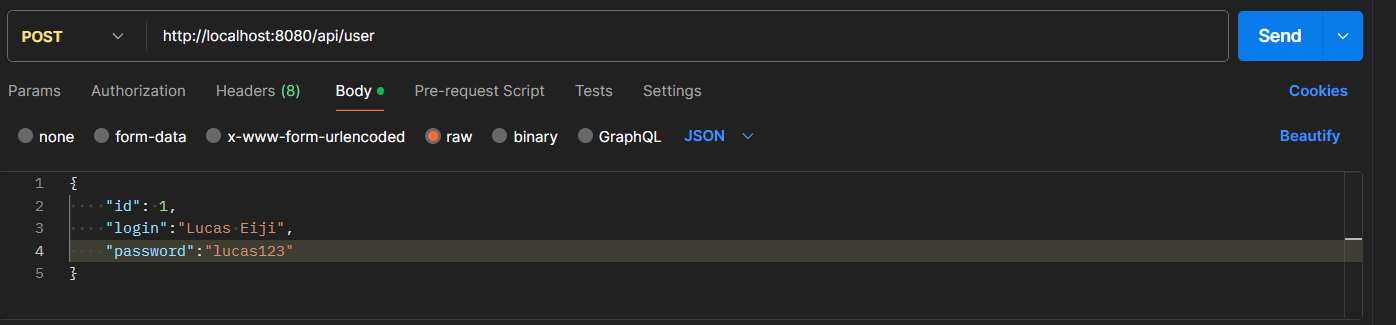 POST http://localhost:8080/api/user Send
Params Authorization Headers (8) Body Pre-request Script Tests Settings Cookies
none form-data x-www-form-urlencoded raw binary GraphQL JSON Beautify
1 {
2 "id": 1,
3 "login":"Lucas Eiji",
4 "password":"lucas123"
5 }